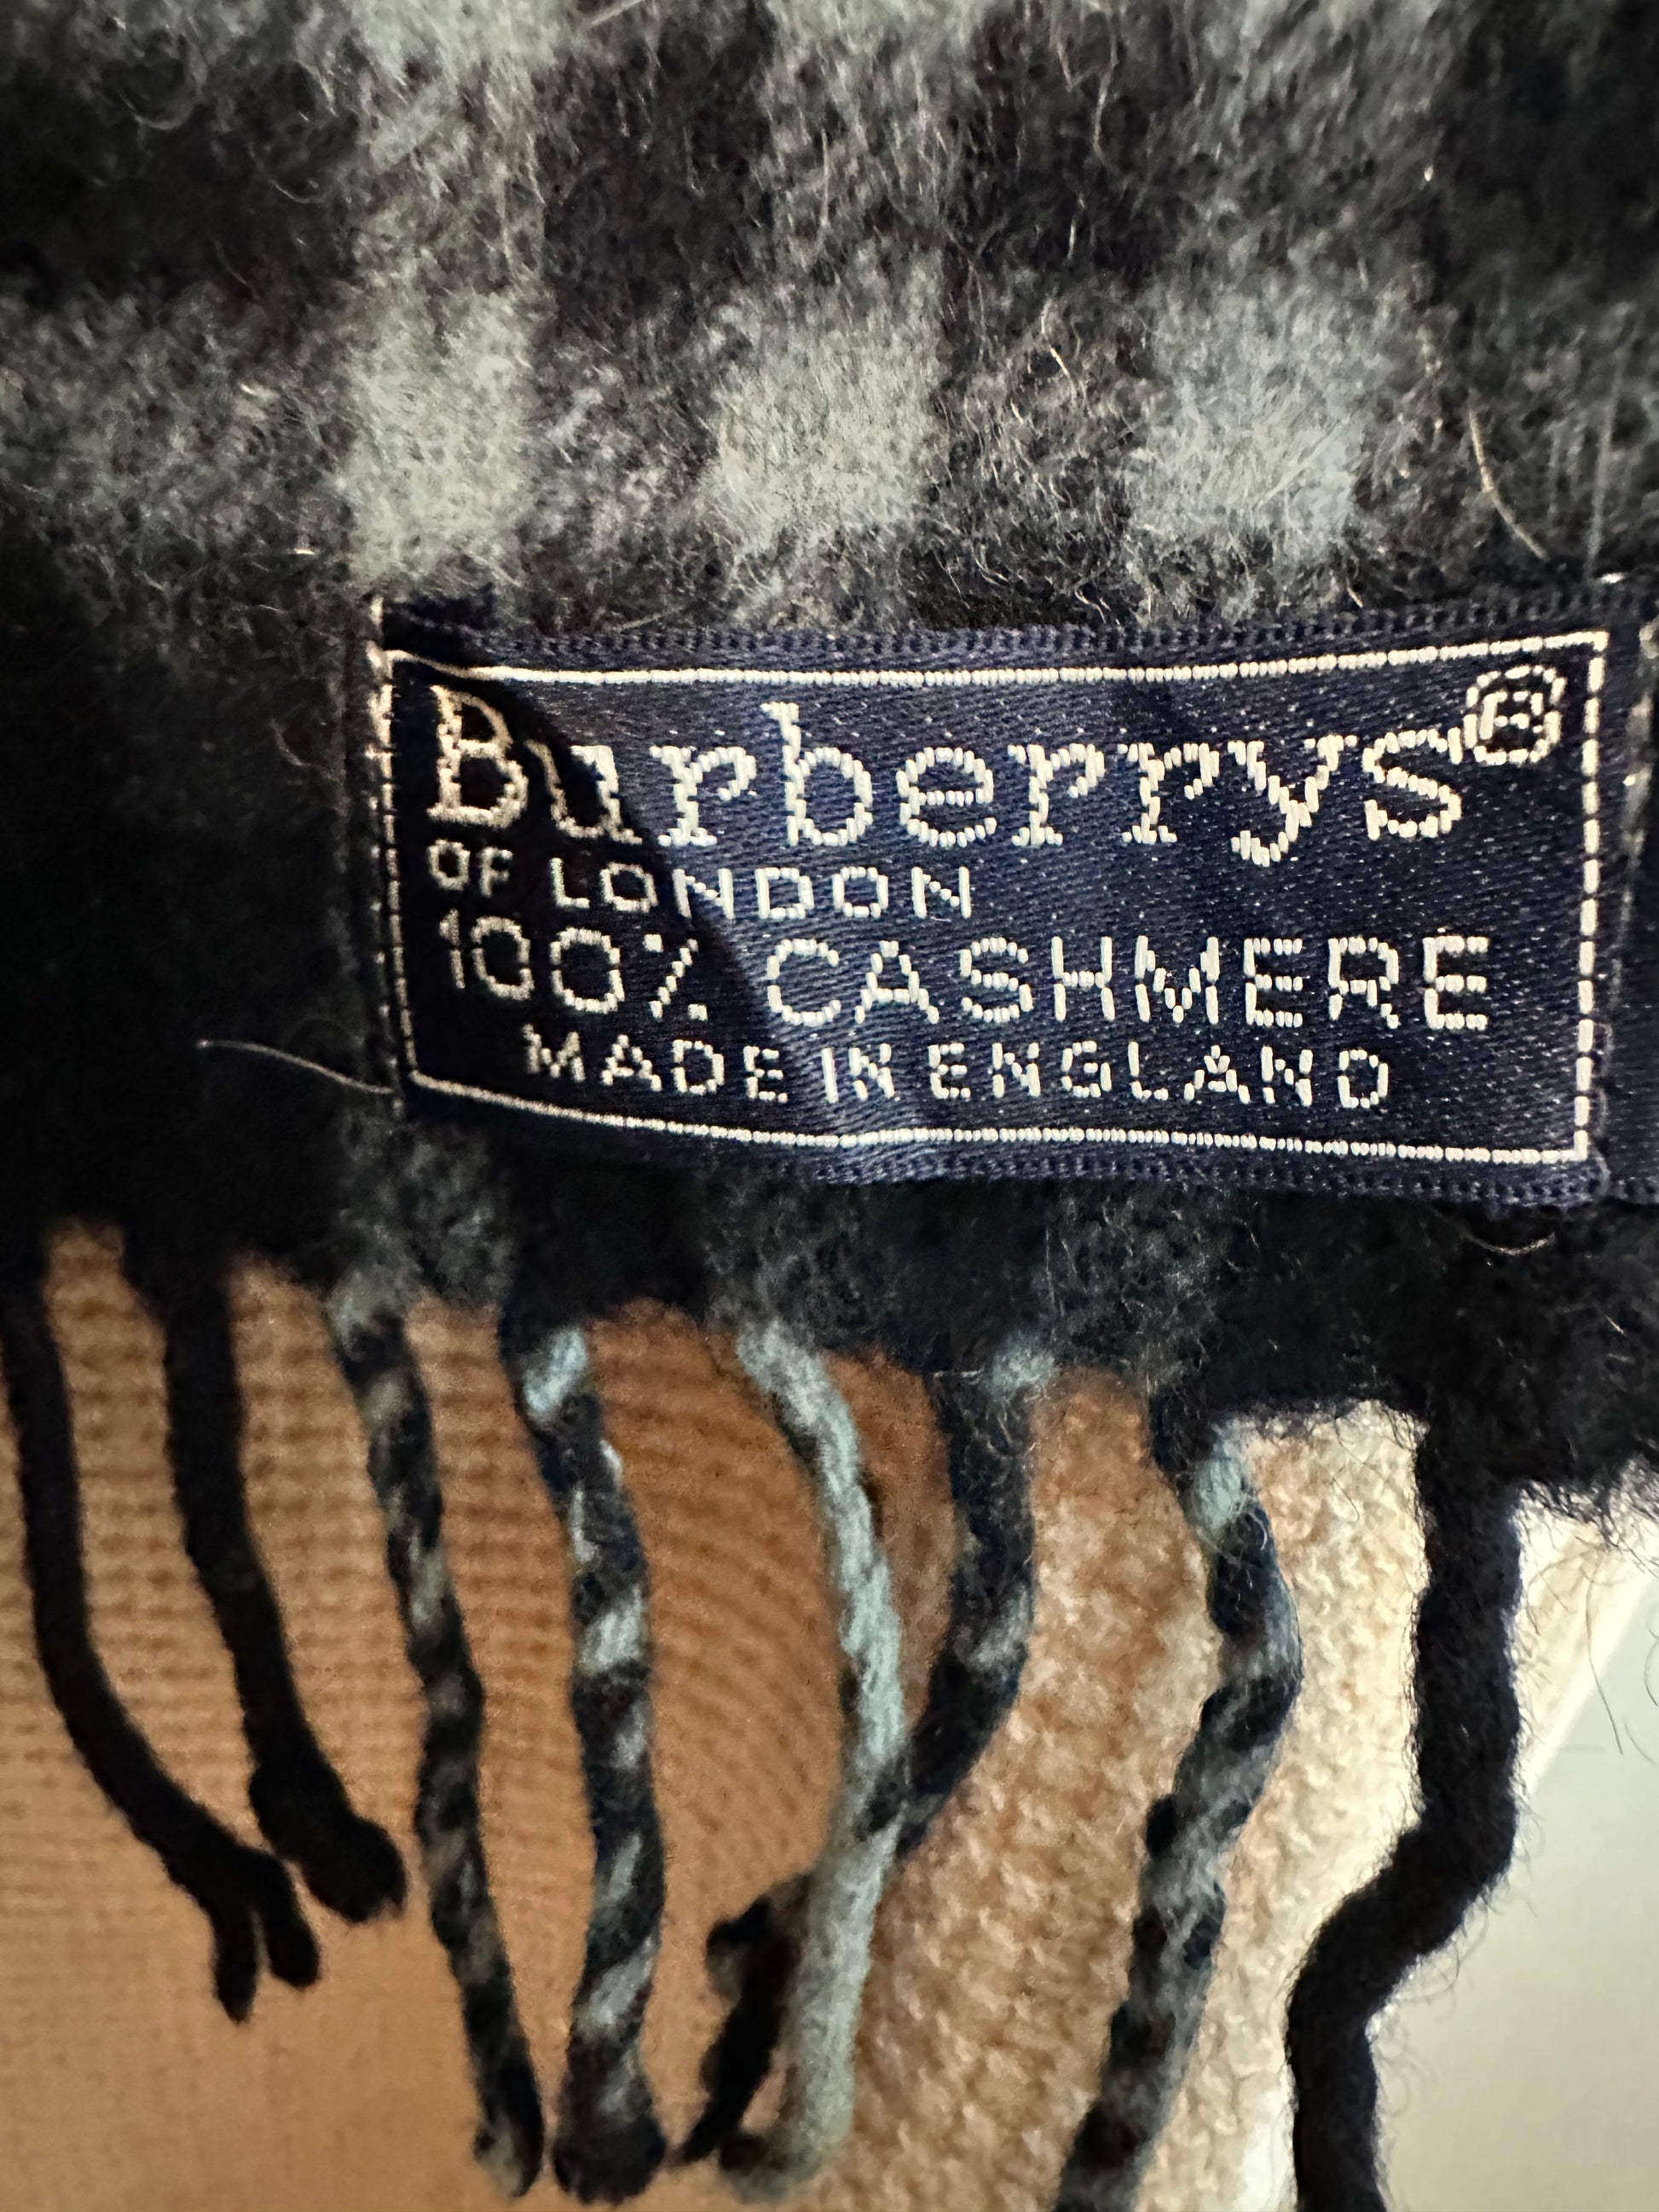 Burberrys®
OF LONDON
100% CASHMERE
MADE IN ENGLAND